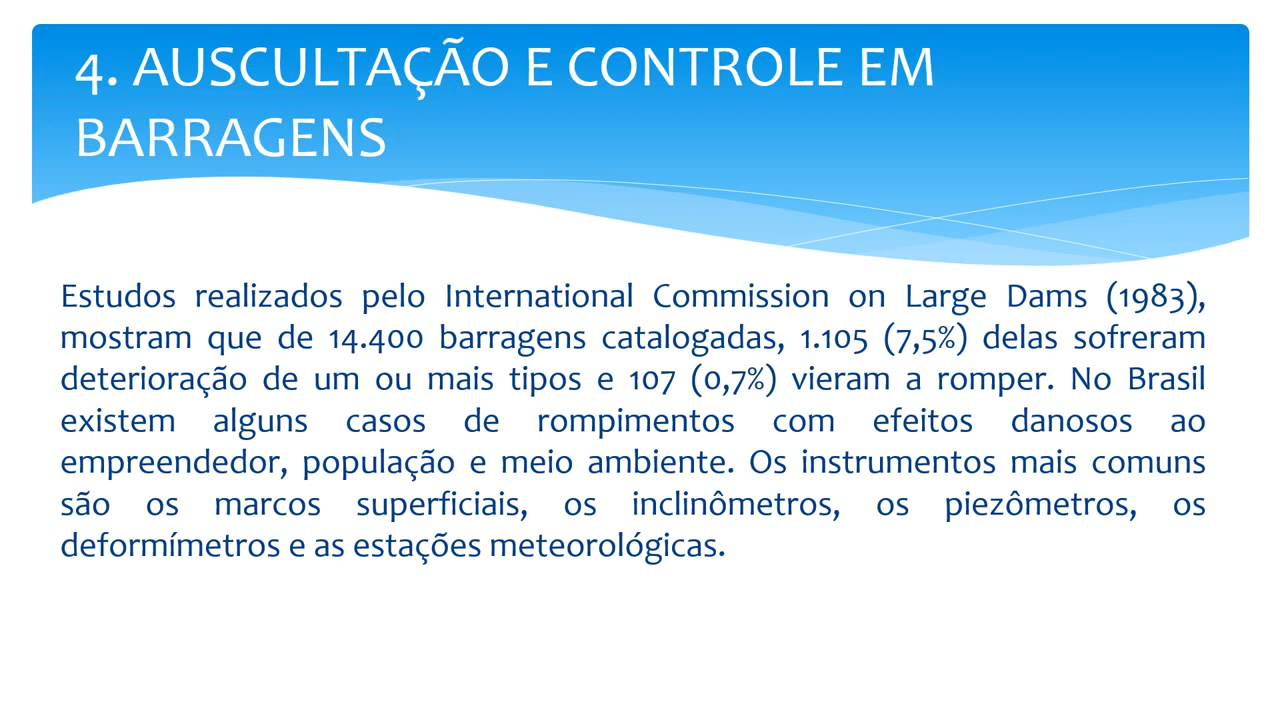 4. AUSCULTAÇÃO E CONTROLE EM
BARRAGENS
Estudos realizados pelo International Commission on Large Dams (1983),
mostram que de 14.400 barragens catalogadas, 1.105 (7,5%) delas sofreram
deterioração de um ou mais tipos e 107 (0,7%) vieram a romper. No Brasil
existem alguns casos de rompimentos com efeitos danosos ao
empreendedor, população e meio ambiente. Os instrumentos mais comuns
são os marcos superficiais, os inclinômetros, os piezômetros, os
deformímetros e as estações meteorológicas.